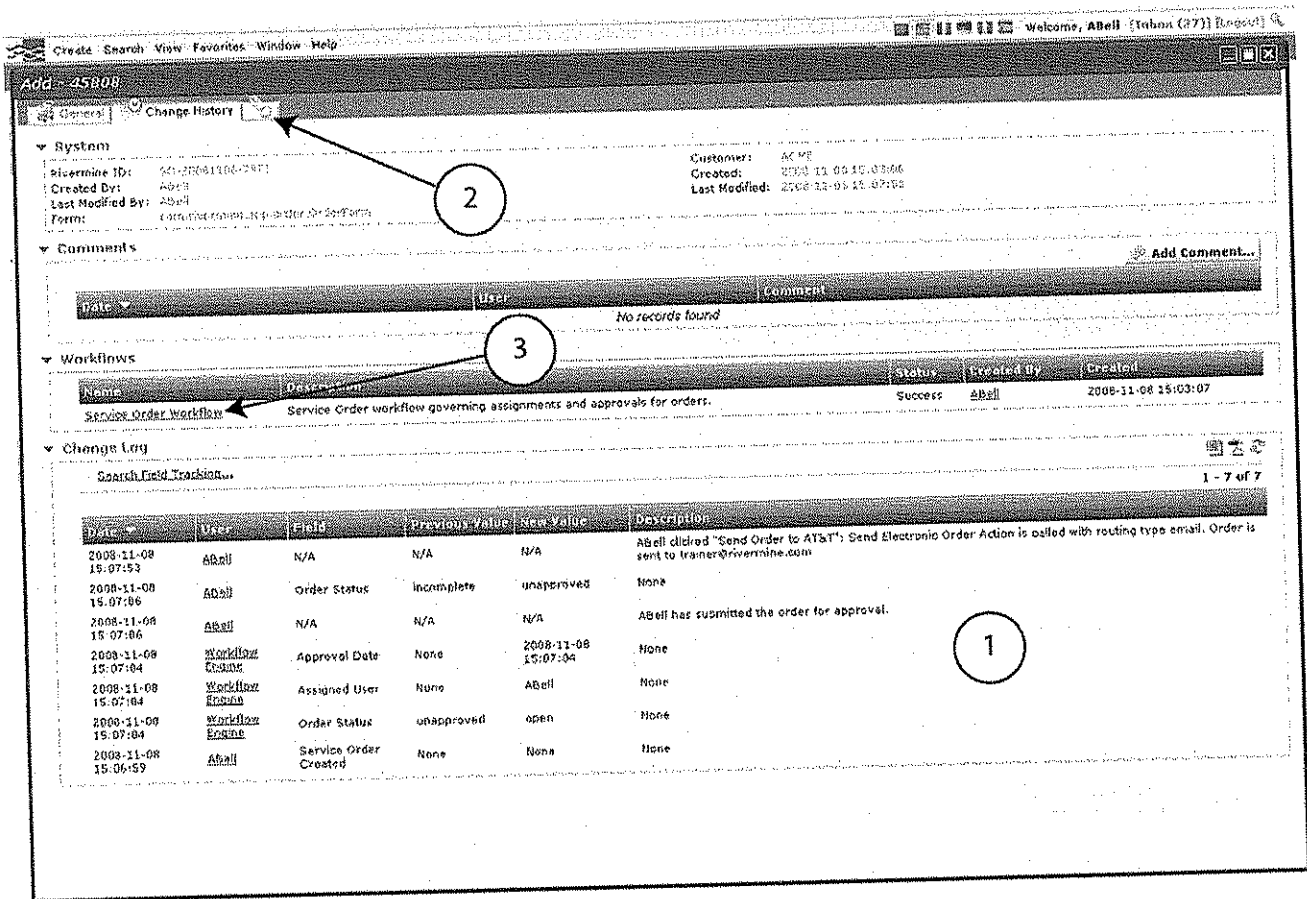 Welcome, ABell [Inbox (27)] [Logout]
Create Search View Favorites Window Help
Add - 45808
General Change History
System
Rivermine ID:
Customer: ACME
Created By: ABell
Created:
Last Modified By: ABell
Last Modified:
Form:
2
Comments
Add Comment...
Date User Comment
No records found
3
Workflows
Name Description Status Created By Created
Service Order Workflow Service Order workflow governing assignments and approvals for orders. Success ABell 2008-11-08 15:03:07
Change Log
Search Field Tracking...
1 - 7 of 7
Date User Field Previous Value New Value Description
2008-11-08 15:07:53 ABell N/A N/A N/A ABell clicked "Send Order to AT&T": Send Electronic Order Action is called with routing type email. Order is
sent to trainer@rivermine.com
2008-11-08 15:07:06 ABell Order Status incomplete unapproved None
2008-11-08 15:07:06 ABell N/A N/A N/A ABell has submitted the order for approval.
1
2008-11-08 15:07:04 Workflow Engine Approval Date None 2008-11-08 15:07:04 None
2008-11-08 15:07:04 Workflow Engine Assigned User None ABell None
2008-11-08 15:07:04 Workflow Engine Order Status unapproved open None
2008-11-08 15:06:59 ABell Service Order Created None None None